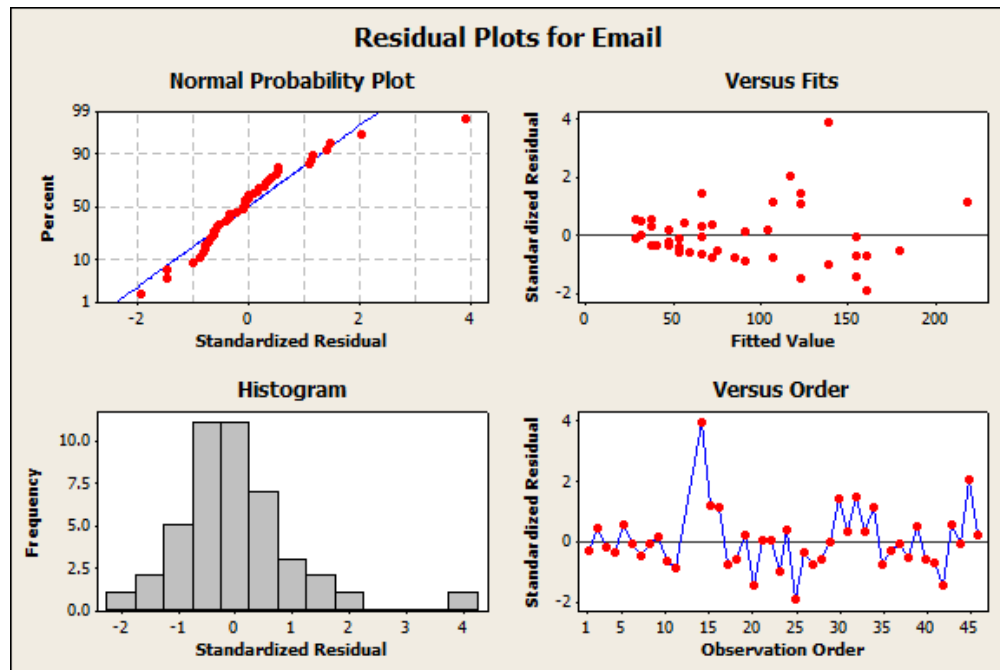 Residual Plots for Email
Normal Probability Plot
99
90
50
10
1
Percent
-2 0 2 4
Standardized Residual
Versus Fits
4
2
0
-2
Standardized Residual
0 50 100 150 200
Fitted Value
Histogram
10.0
7.5
5.0
2.5
0.0
Frequency
-2 -1 0 1 2 3 4
Standardized Residual
Versus Order
4
2
0
-2
Standardized Residual
1 5 10 15 20 25 30 35 40 45
Observation Order